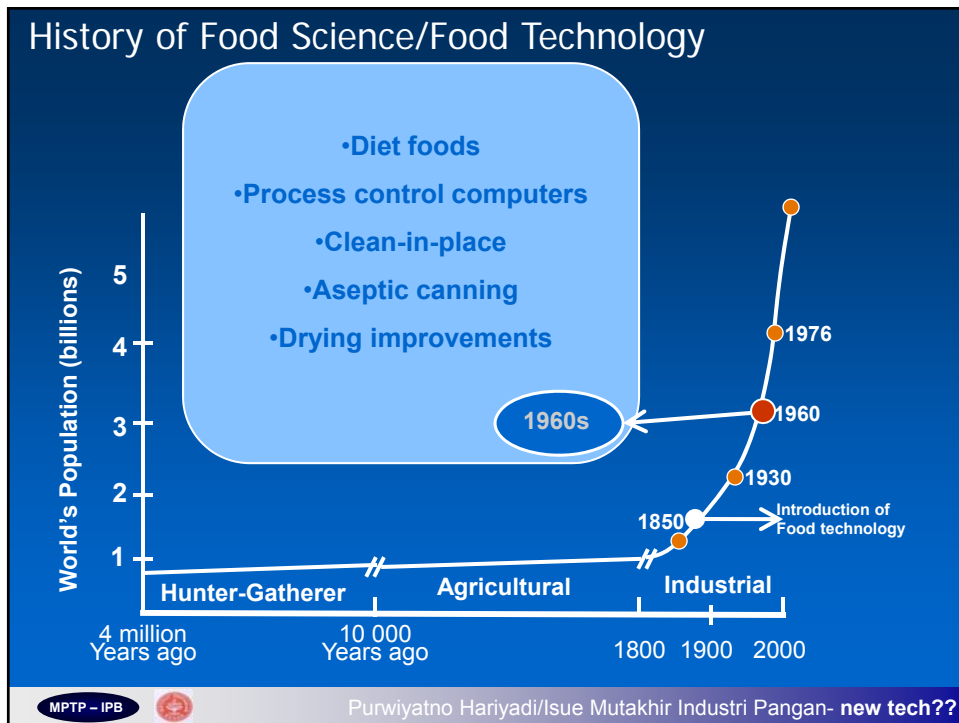 History of Food Science/Food Technology
•Diet foods
•Process control computers
•Clean-in-place
•Aseptic canning
•Drying improvements
1960s
World's Population (billions)
5
4
3
2
1
1976
1960
1930
1850
Introduction of
Food technology
Hunter-Gatherer
Agricultural
Industrial
4 million
Years ago
10 000
Years ago
1800
1900
2000
MPTP – IPB
Purwiyatno Hariyadi/Isue Mutakhir Industri Pangan- new tech??